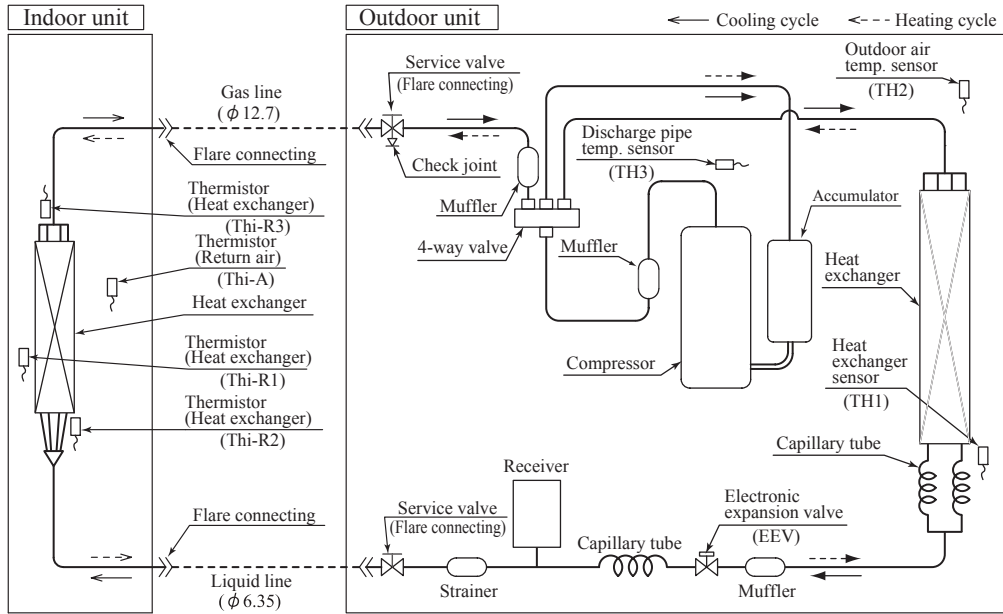 Indoor unit
Outdoor unit
Cooling cycle
Heating cycle
Gas line
(ϕ 12.7)
Flare connecting
Thermistor
(Heat exchanger)
(Thi-R3)
Thermistor
(Return air)
(Thi-A)
Heat exchanger
Thermistor
(Heat exchanger)
(Thi-R1)
Thermistor
(Heat exchanger)
(Thi-R2)
Flare connecting
Liquid line
(ϕ 6.35)
Service valve
(Flare connecting)
Check joint
Muffler
4-way valve
Muffler
Discharge pipe
temp. sensor
(TH3)
Outdoor air
temp. sensor
(TH2)
Accumulator
Heat
exchanger
Compressor
Heat
exchanger
sensor
(TH1)
Capillary tube
Service valve
(Flare connecting)
Receiver
Strainer
Capillary tube
Electronic
expansion valve
(EEV)
Muffler